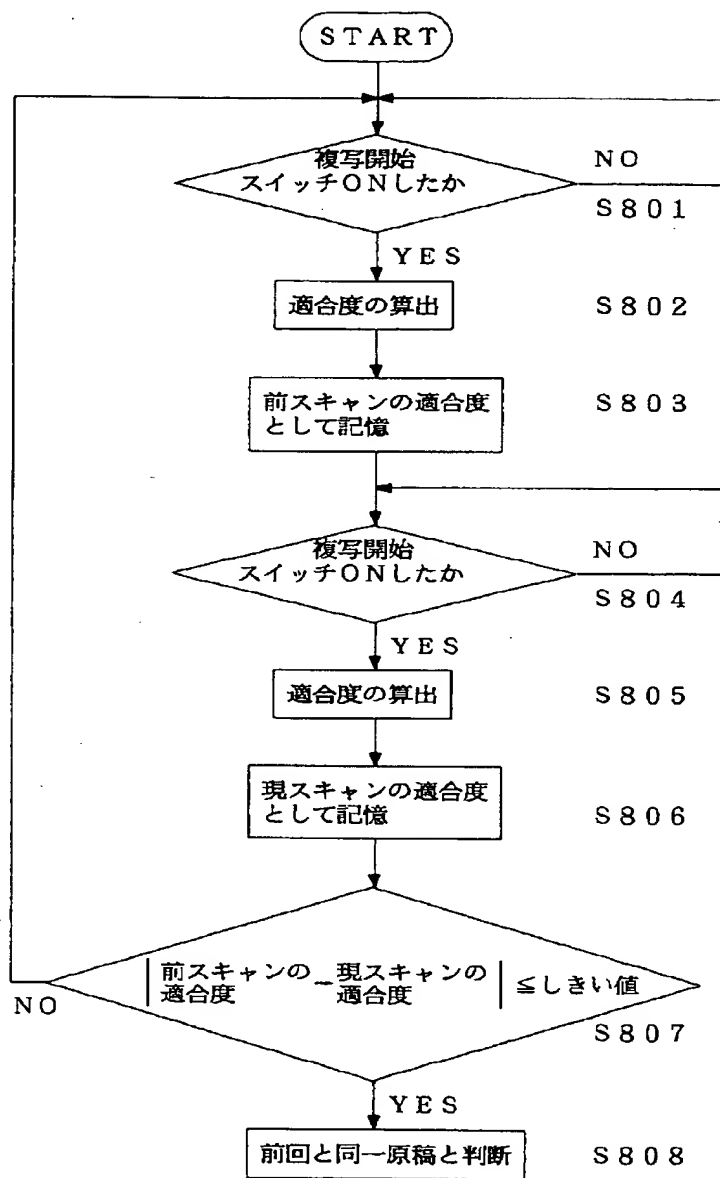 START
複写開始
スイッチONしたか
NO
S801
YES
適合度の算出
S802
前スキャンの適合度
として記憶
S803
複写開始
スイッチONしたか
NO
S804
YES
適合度の算出
S805
現スキャンの適合度
として記憶
S806
|前スキャンの適合度−現スキャンの適合度|≦しきい値
NO
S807
YES
前回と同一原稿と判断
S808